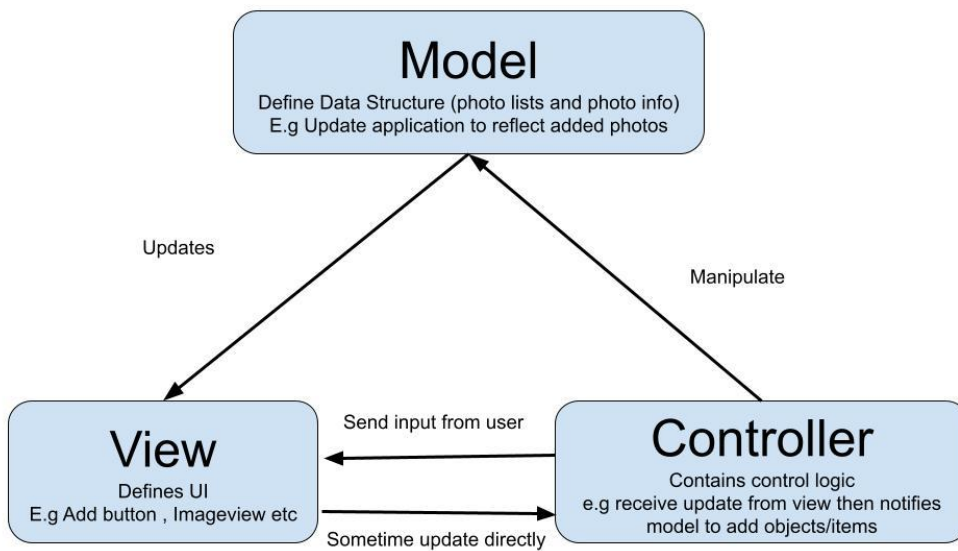 Model
Define Data Structure (photo lists and photo info)
E.g Update application to reflect added photos
Updates
Manipulate
Send input from user
View
Defines UI
E.g Add button , Imageview etc
Controller
Contains control logic
e.g receive update from view then notifies
model to add objects/items
Sometime update directly